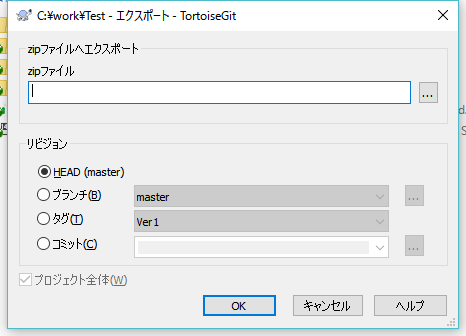 C:¥work¥Test - エクスポート - TortoiseGit
zipファイルへエクスポート
zipファイル
...
リビジョン
HEAD (master)
ブランチ(B)
master
...
タグ(T)
Ver1
コミット(C)
...
プロジェクト全体(W)
OK
キャンセル
ヘルプ